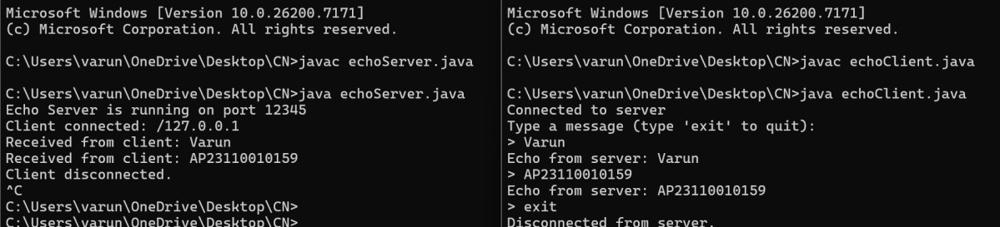 Microsoft Windows [Version 10.0.26200.7171]
(c) Microsoft Corporation. All rights reserved.
C:\Users\varun\OneDrive\Desktop\CN>javac echoServer.java
C:\Users\varun\OneDrive\Desktop\CN>java echoServer.java
Echo Server is running on port 12345
Client connected: /127.0.0.1
Received from client: Varun
Received from client: AP23110010159
Client disconnected.
^C
C:\Users\varun\OneDrive\Desktop\CN>
C:\Users\varun\OneDrive\Desktop\CN>
Microsoft Windows [Version 10.0.26200.7171]
(c) Microsoft Corporation. All rights reserved.
C:\Users\varun\OneDrive\Desktop\CN>javac echoClient.java
C:\Users\varun\OneDrive\Desktop\CN>java echoClient.java
Connected to server
Type a message (type 'exit' to quit):
> Varun
Echo from server: Varun
> AP23110010159
Echo from server: AP23110010159
> exit
Disconnected from server.